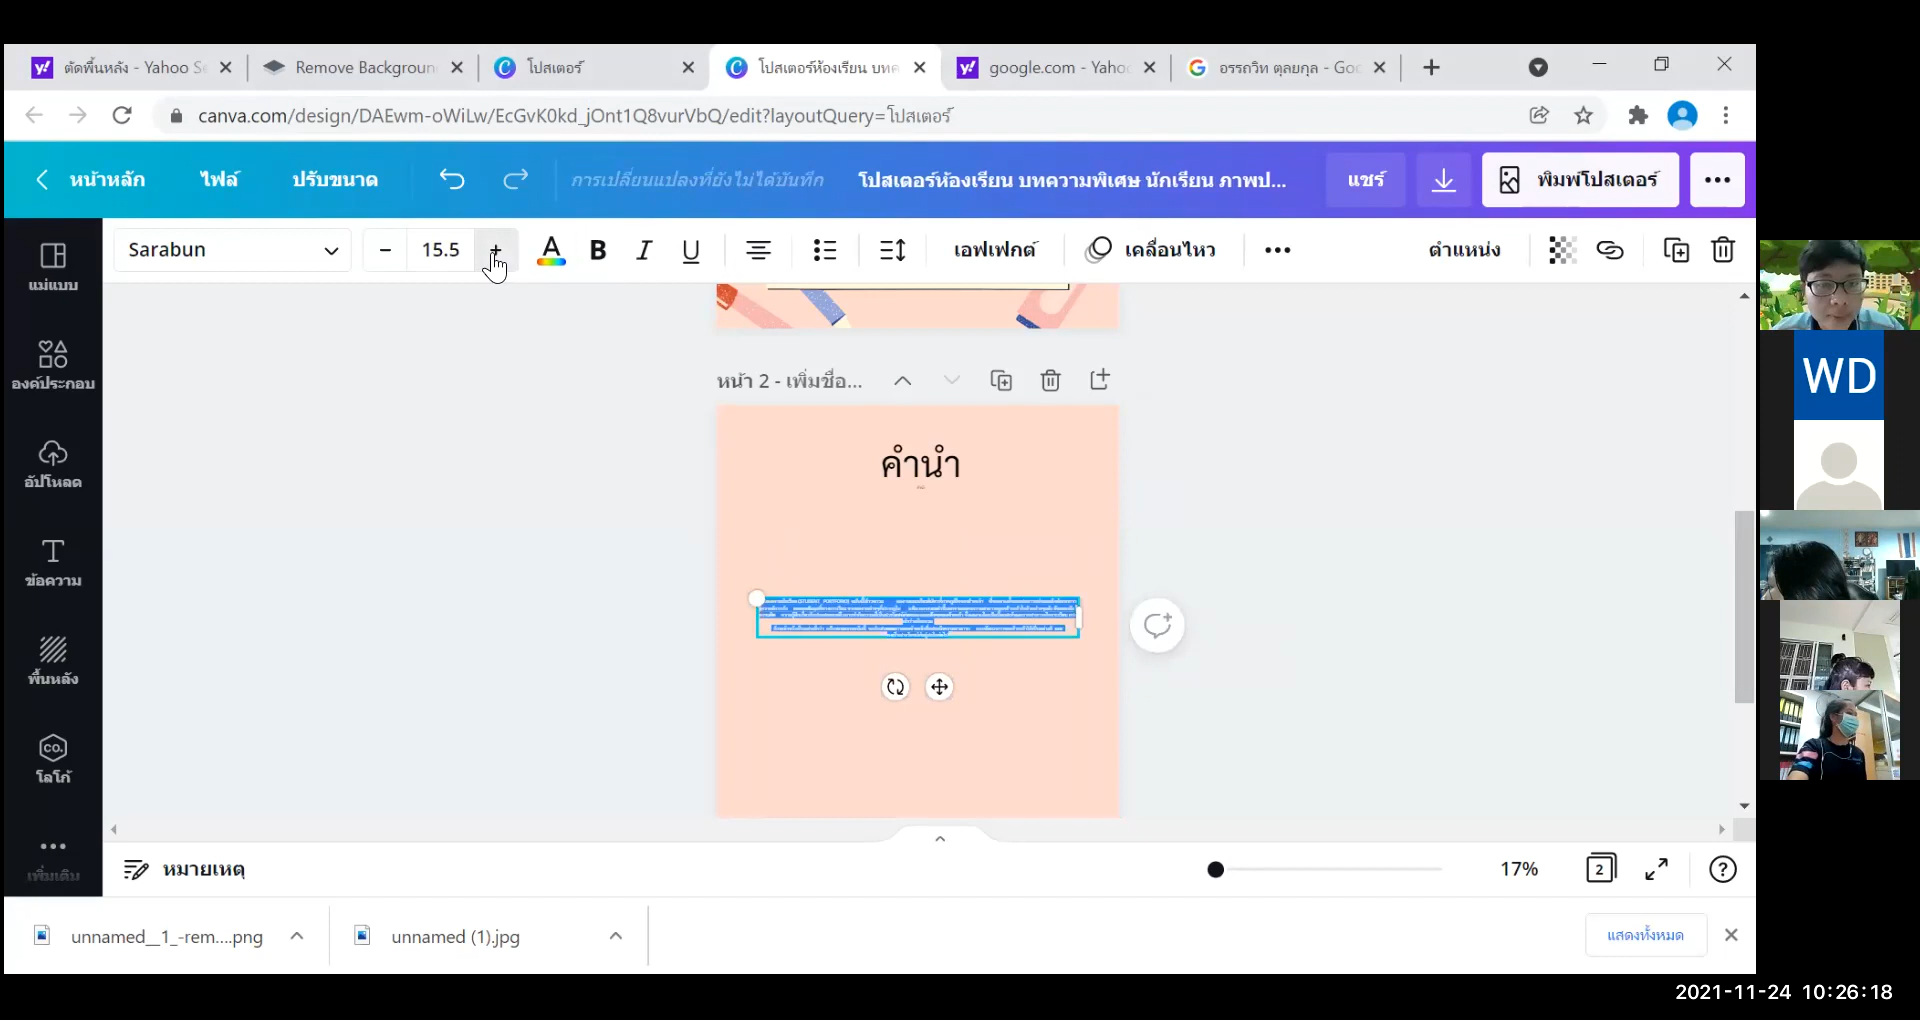 ตัดพื้นหลัง - Yahoo S
Remove Backgroun
โปสเตอร์
โปสเตอร์ห้องเรียน บทค
google.com - Yaho
อรรถวิท ตุลยกุล - Goo
canva.com/design/DAEwm-oWiLw/EcGvK0kd_jOnt1Q8vurVbQ/edit?layoutQuery=โปสเตอร์
หน้าหลัก
ไฟล์
ปรับขนาด
การเปลี่ยนแปลงที่ยังไม่ได้บันทึก
โปสเตอร์ห้องเรียน บทความพิเศษ นักเรียน ภาพป...
แชร์
พิมพ์โปสเตอร์
Sarabun
15.5
A
B
I
U
เอฟเฟกต์
เคลื่อนไหว
ตำแหน่ง
แม่แบบ
องค์ประกอบ
อัปโหลด
ข้อความ
พื้นหลัง
co.
โลโก้
เพิ่มเติม
หน้า 2 - เพิ่มชื่อ...
คำนำ
หมายเหตุ
17%
2
unnamed__1_-rem....png
unnamed (1).jpg
แสดงทั้งหมด
WD
2021-11-24 10:26:18